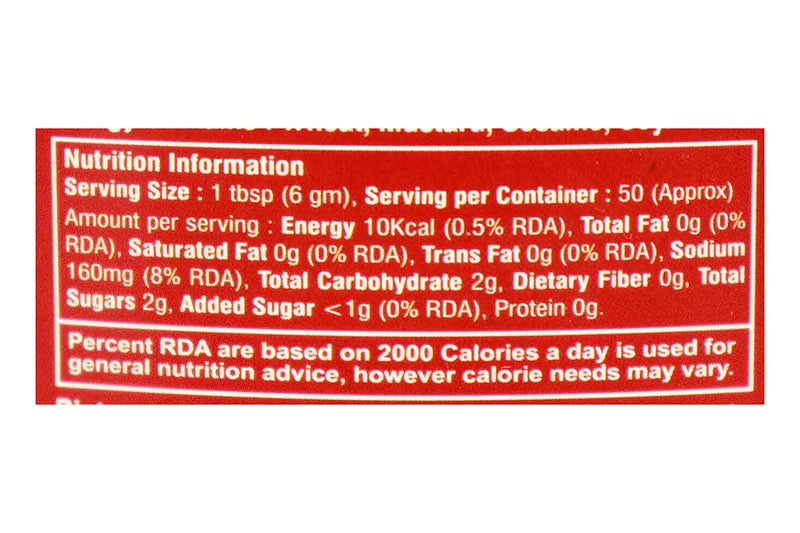 Nutrition Information
Serving Size : 1 tbsp (6 gm), Serving per Container : 50 (Approx)
Amount per serving : Energy 10Kcal (0.5% RDA), Total Fat 0g (0%
RDA), Saturated Fat 0g (0% RDA), Trans Fat 0g (0% RDA), Sodium
160mg (8% RDA), Total Carbohydrate 2g, Dietary Fiber 0g, Total
Sugars 2g, Added Sugar <1g (0% RDA), Protein 0g.
Percent RDA are based on 2000 Calories a day is used for
general nutrition advice, however calõrie needs may vary.